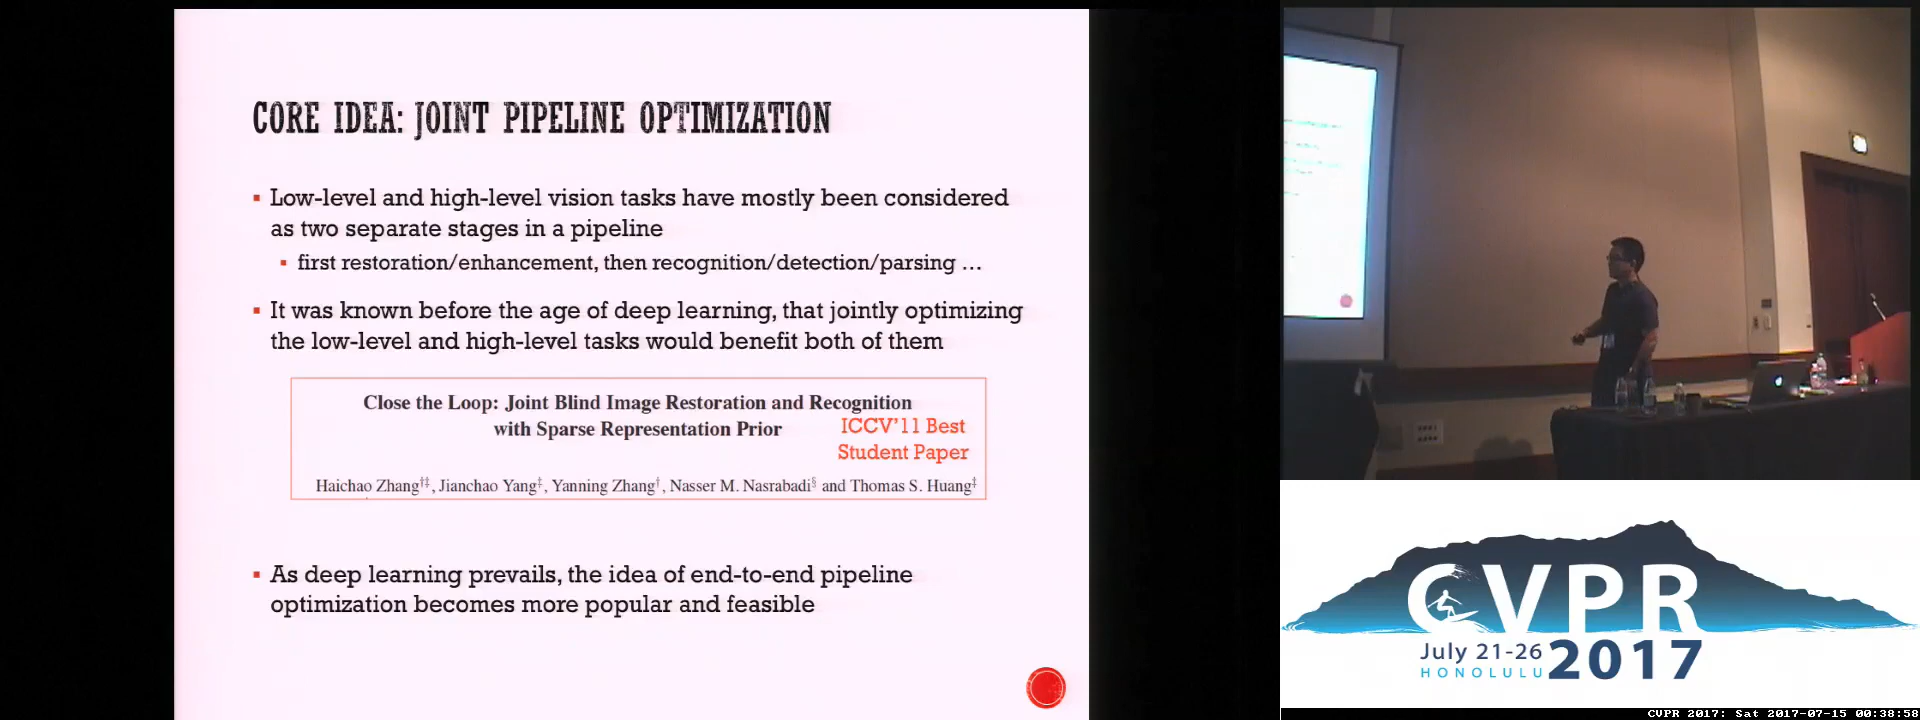 CORE IDEA: JOINT PIPELINE OPTIMIZATION
▪ Low-level and high-level vision tasks have mostly been considered
as two separate stages in a pipeline
▪ first restoration/enhancement, then recognition/detection/parsing …
▪ It was known before the age of deep learning, that jointly optimizing
the low-level and high-level tasks would benefit both of them
Close the Loop: Joint Blind Image Restoration and Recognition
with Sparse Representation Prior
ICCV'11 Best
Student Paper
Haichao Zhang†‡, Jianchao Yang‡, Yanning Zhang†, Nasser M. Nasrabadi§ and Thomas S. Huang‡
▪ As deep learning prevails, the idea of end-to-end pipeline
optimization becomes more popular and feasible
CVPR
July 21-26
HONOLULU
2017
CVPR 2017: Sat 2017-07-15 00:38:58